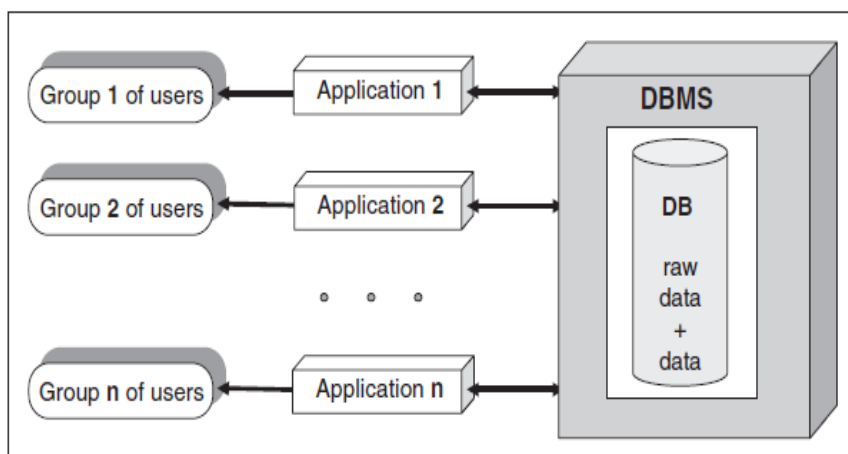 Group 1 of users
Application 1
DBMS
Group 2 of users
Application 2
DB
raw
data
+
data
Group n of users
Application n